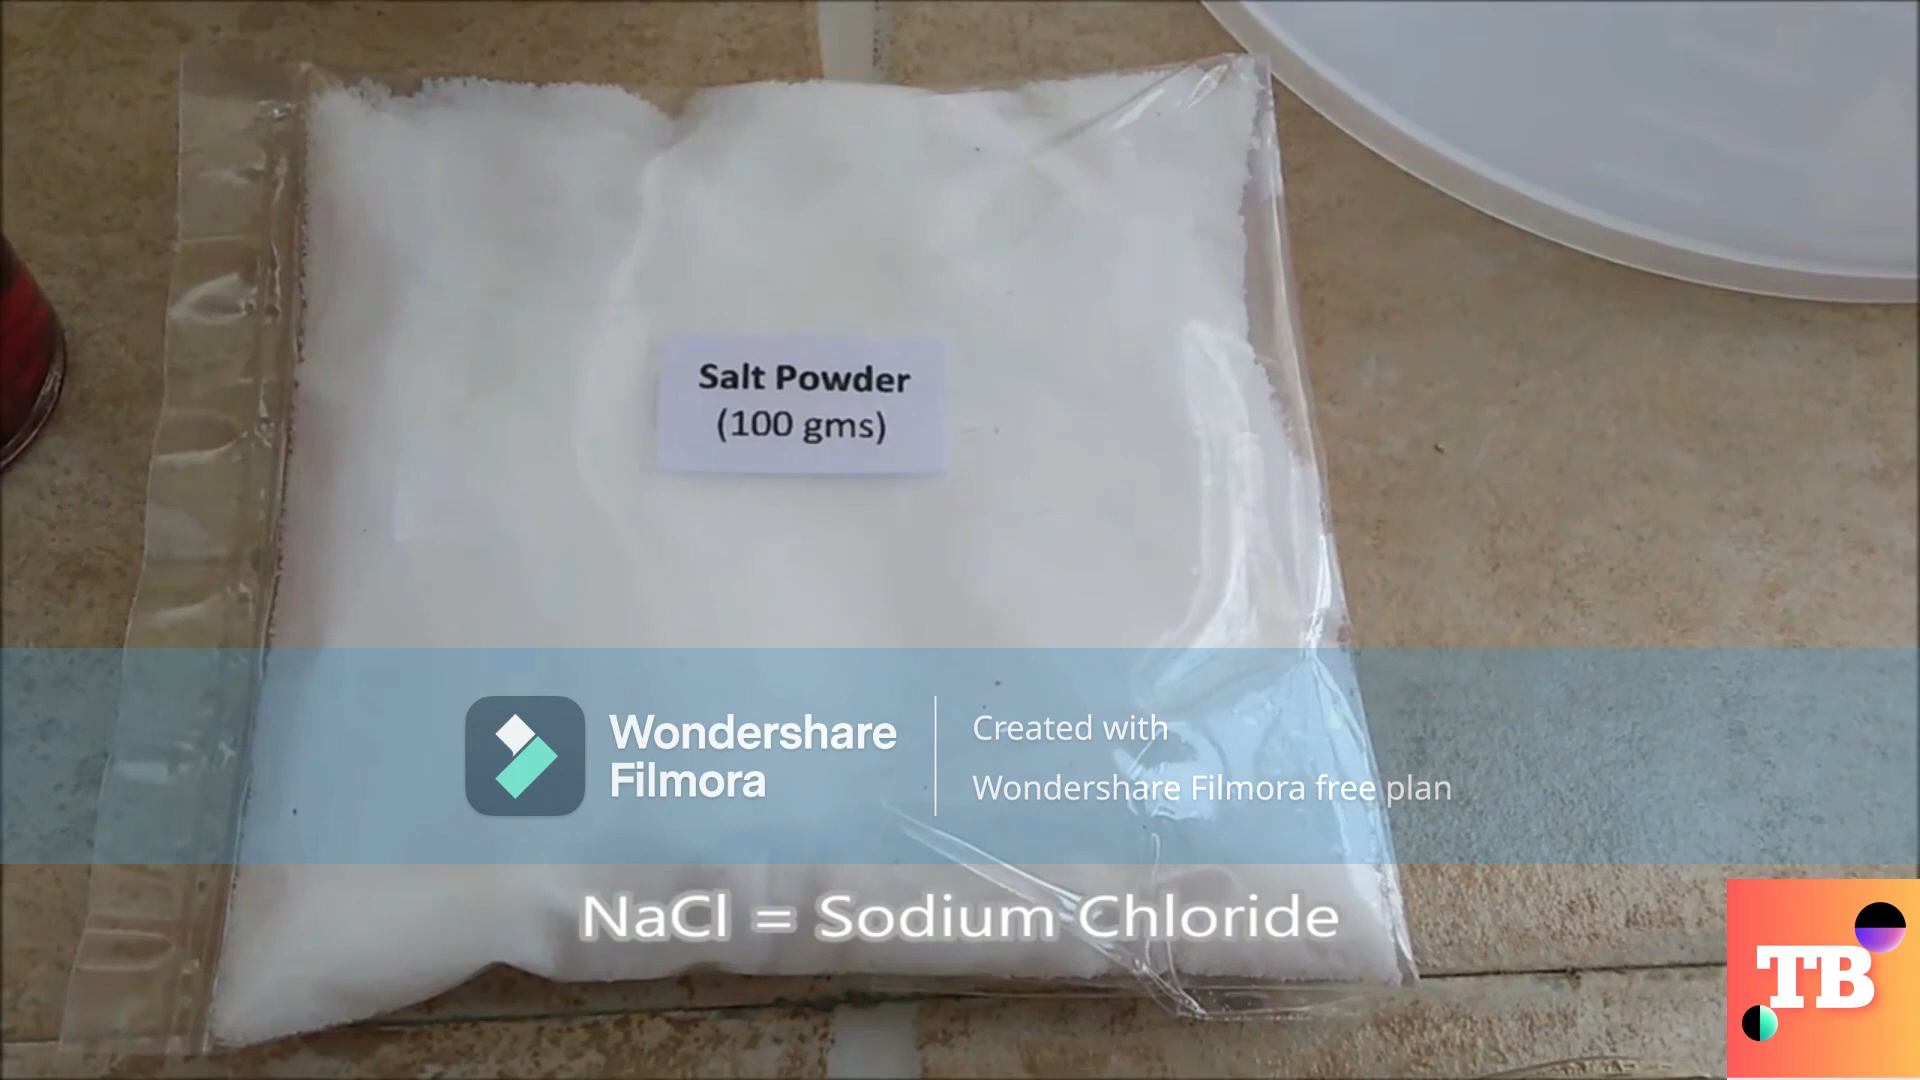 Salt Powder
(100 gms)
Wondershare
Filmora
Created with
Wondershare Filmora free plan
NaCl = Sodium Chloride
TB